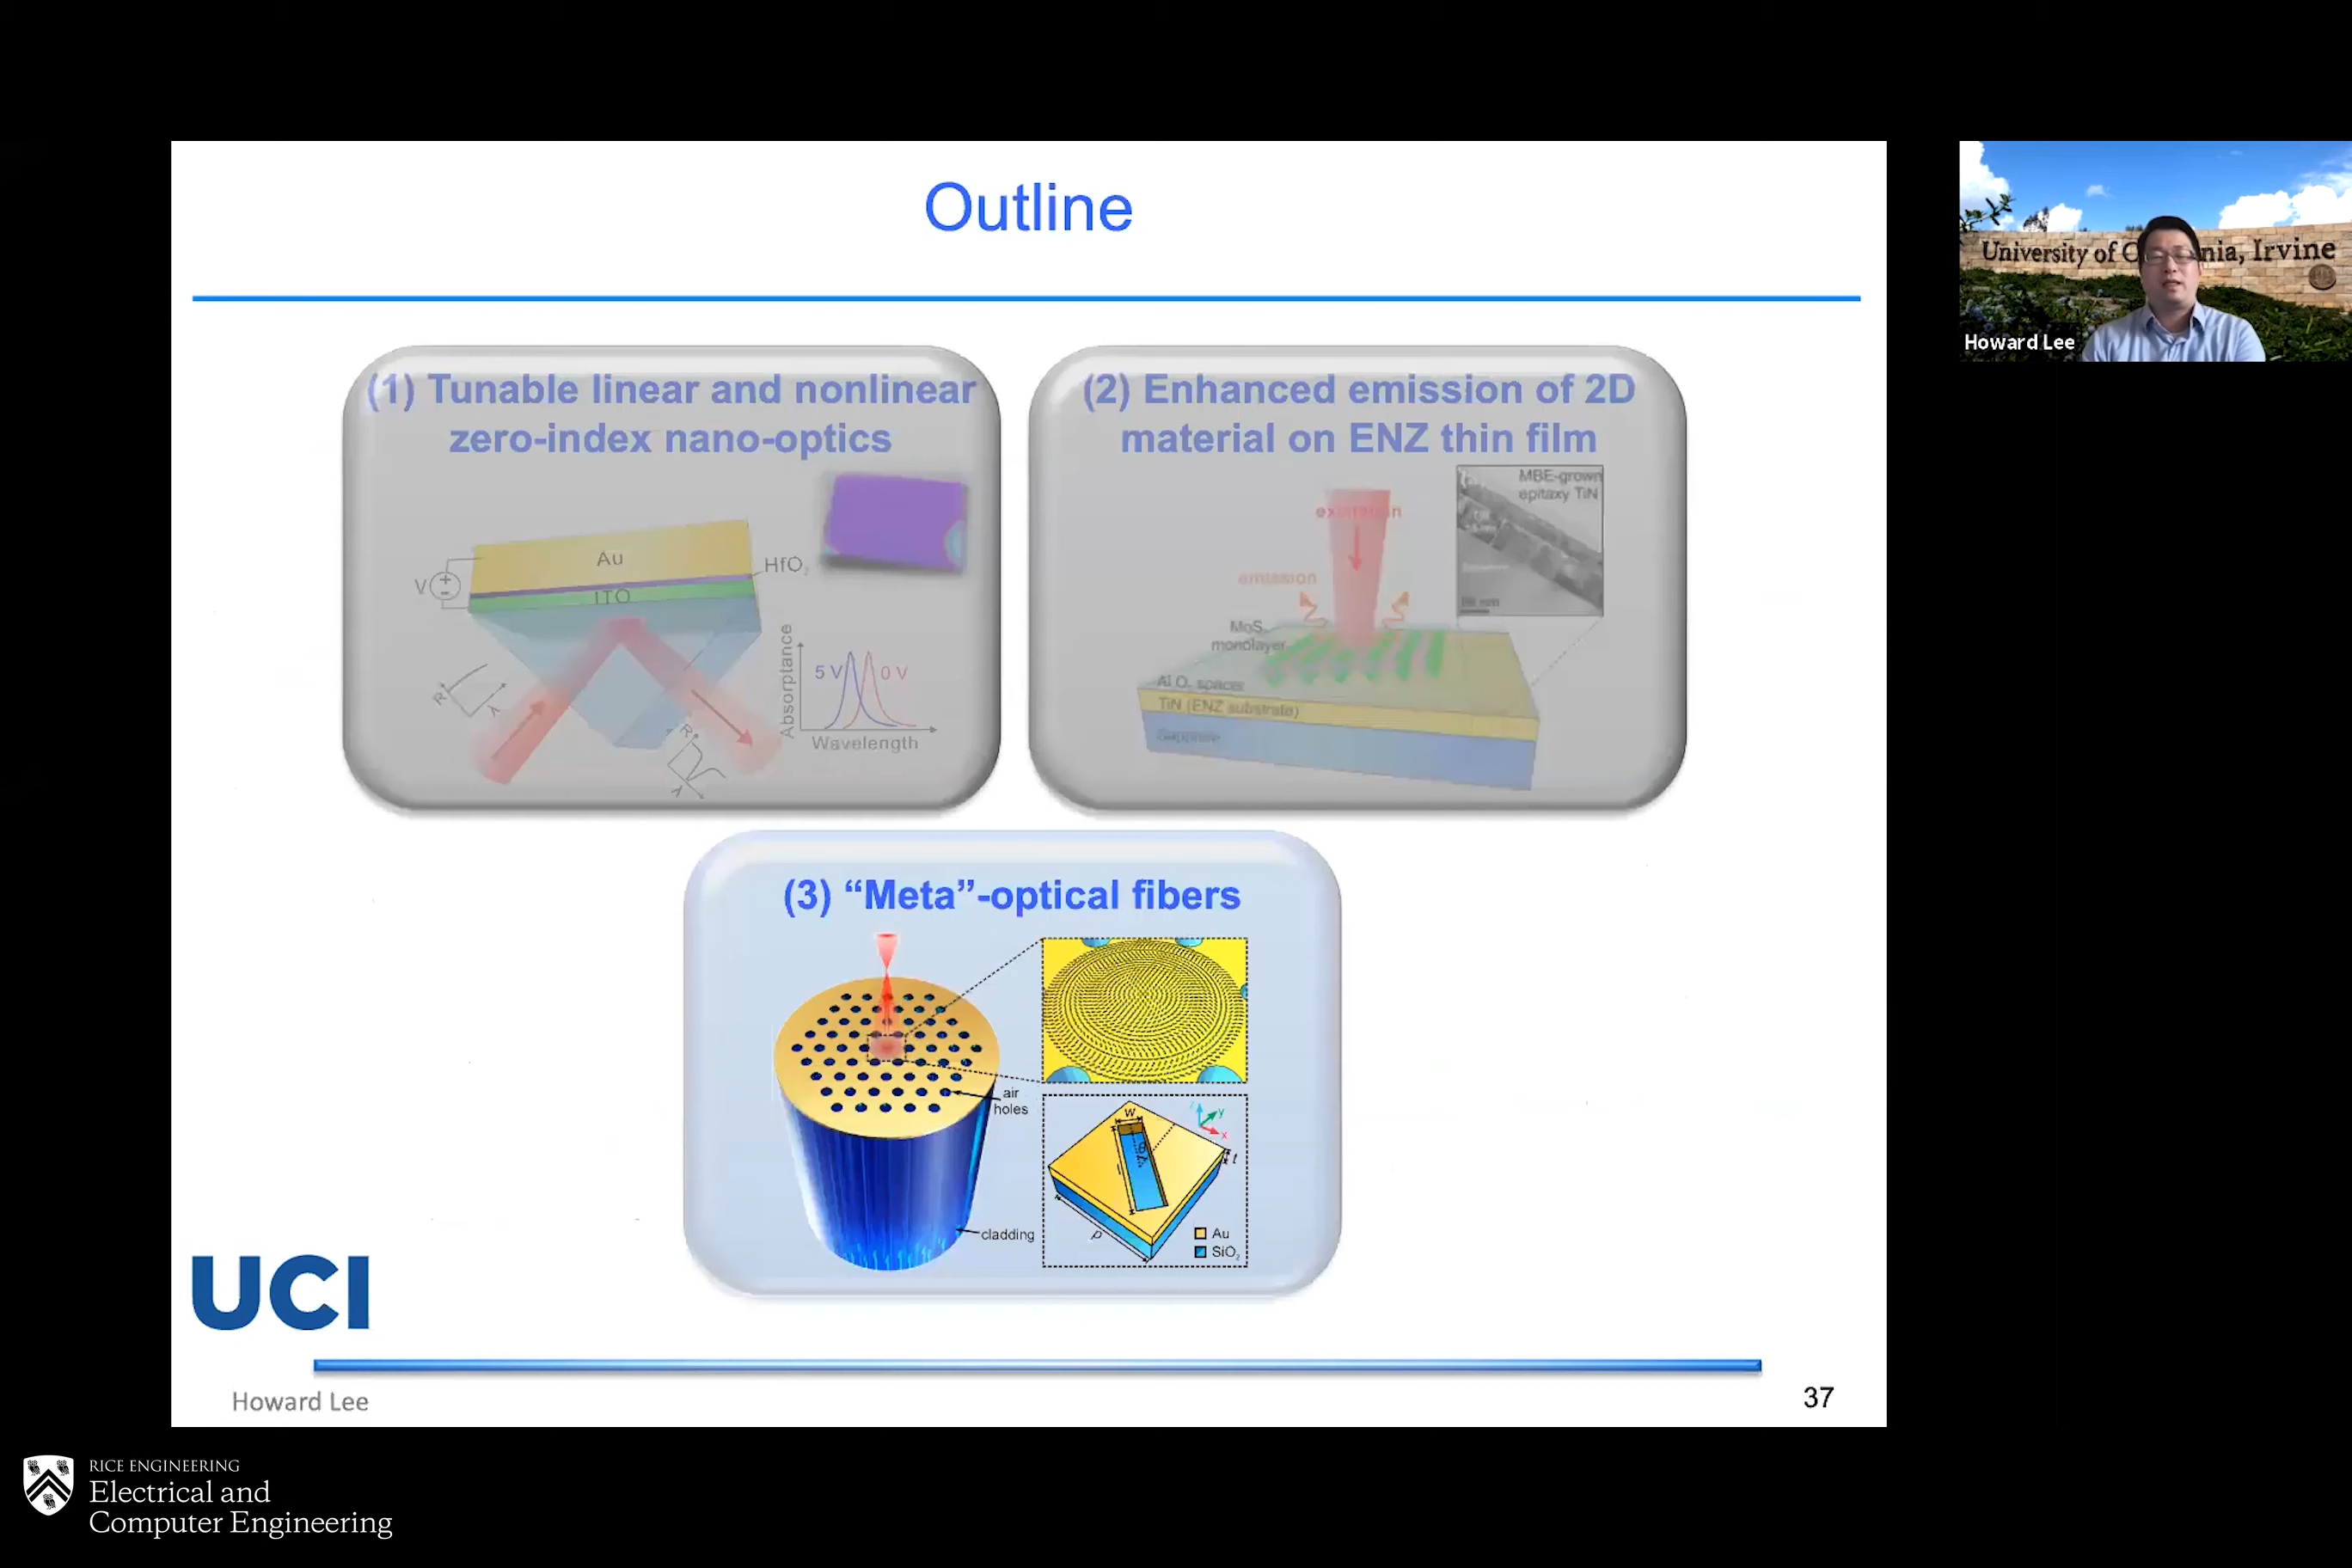 Outline
(1) Tunable linear and nonlinear
zero-index nano-optics
Au
HfO2
V
ITO
R
λ
R
λ
Absorptance
5 V
0 V
Wavelength
(2) Enhanced emission of 2D
material on ENZ thin film
MBE-grown
epitaxy TiN
excitation
emission
MoS2
monolayer
Al2O3 spacer
TiN (ENZ substrate)
Sapphire
(3) “Meta”-optical fibers
air
holes
cladding
w
l
z
y
x
t
p
Au
SiO2
UCI
Howard Lee
37
University of C nia, Irvine
Howard Lee
RICE ENGINEERING
Electrical and
Computer Engineering